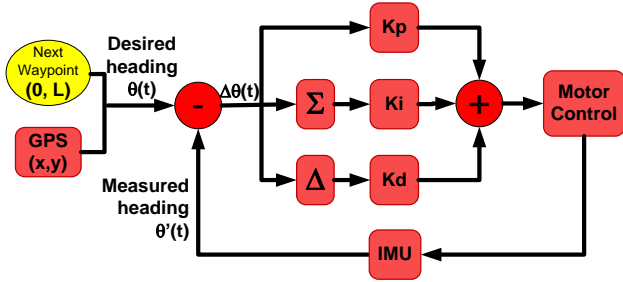 Next
Waypoint
(0, L)
Desired
heading
θ(t)
GPS
(x,y)
-
Δθ(t)
Kp
Σ
Ki
Δ
Kd
+
Motor
Control
Measured
heading
θ'(t)
IMU